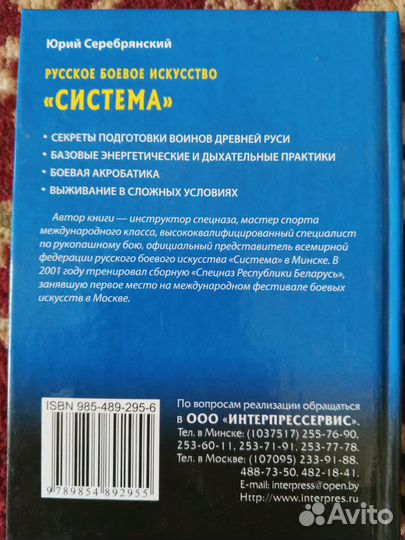 Юрий Серебрянский
РУССКОЕ БОЕВОЕ ИСКУССТВО
«СИСТЕМА»
• СЕКРЕТЫ ПОДГОТОВКИ ВОИНОВ ДРЕВНЕЙ РУСИ
• БАЗОВЫЕ ЭНЕРГЕТИЧЕСКИЕ И ДЫХАТЕЛЬНЫЕ ПРАКТИКИ
• БОЕВАЯ АКРОБАТИКА
• ВЫЖИВАНИЕ В СЛОЖНЫХ УСЛОВИЯХ
Автор книги — инструктор спецназа, мастер спорта
международного класса, высококвалифицированный специалист
по рукопашному бою, официальный представитель всемирной
федерации русского боевого искусства «Система» в Минске. В
2001 году тренировал сборную «Спецназ Республики Беларусь»,
занявшую первое место на международном фестивале боевых
искусств в Москве.
ISBN 985-489-295-6
9 789854 892955
По вопросам реализации обращаться
в ООО «ИНТЕРПРЕССЕРВИС».
Тел. в Минске: (1037517) 255-76-90,
253-60-11, 253-71-91, 253-77-78.
Тел. в Москве: (107095) 233-91-88,
488-73-50, 482-18-41.
E-mail: interpress@open.by
Http://www.interpres.ru
Avito